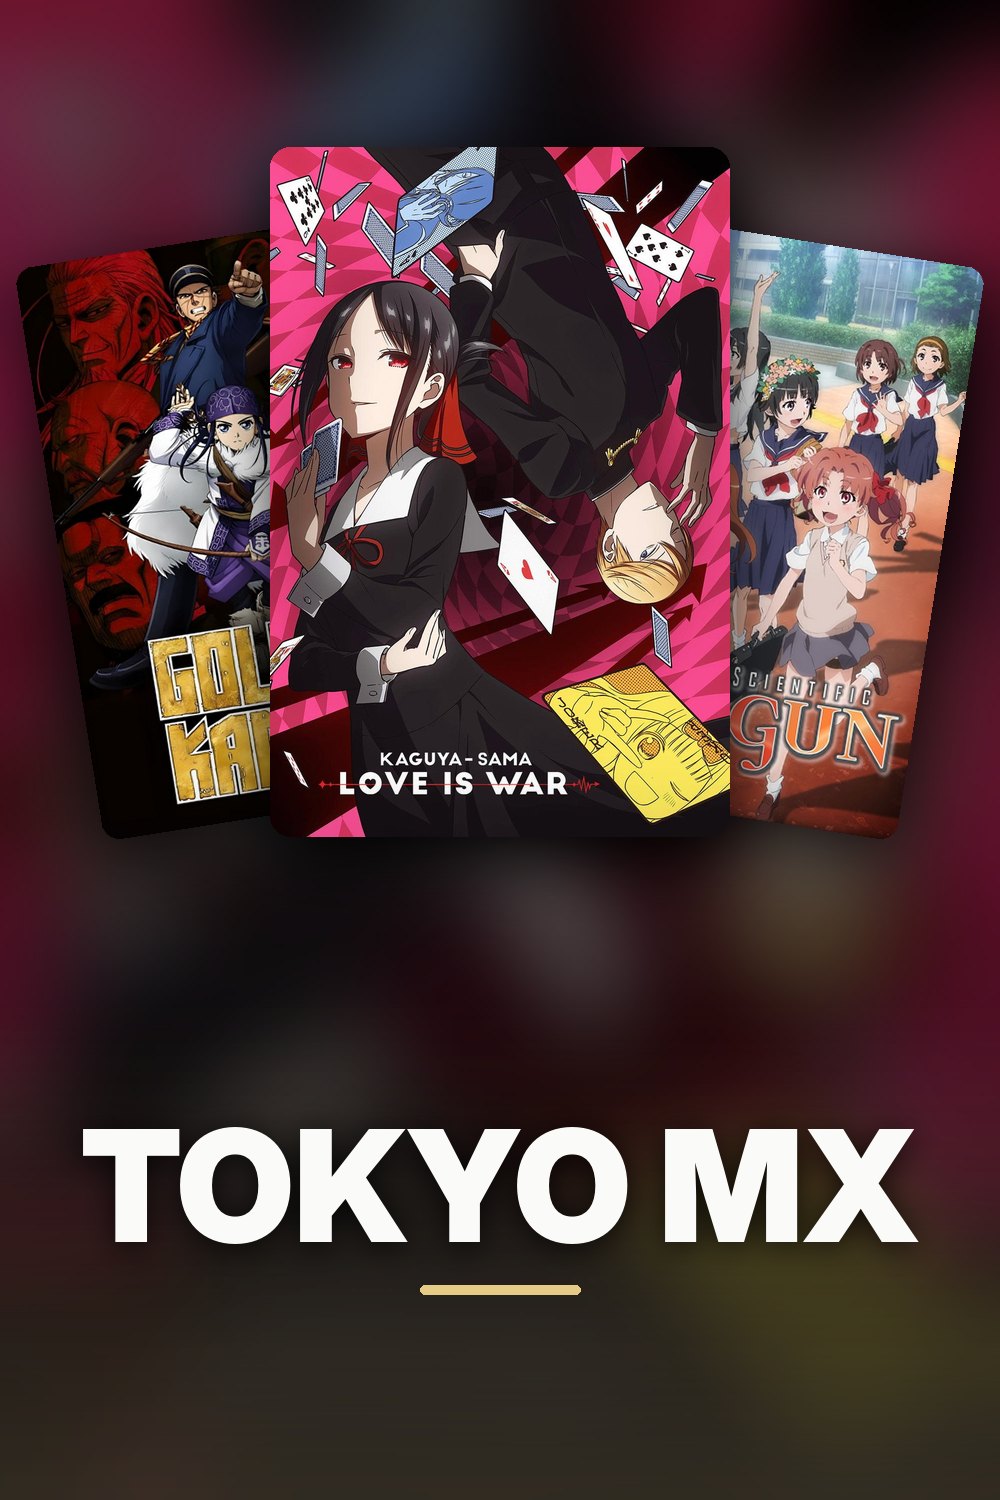 GOL
KA
KAGUYA-SAMA
LOVE IS WAR
SCIENTIFIC
GUN
TOKYO MX